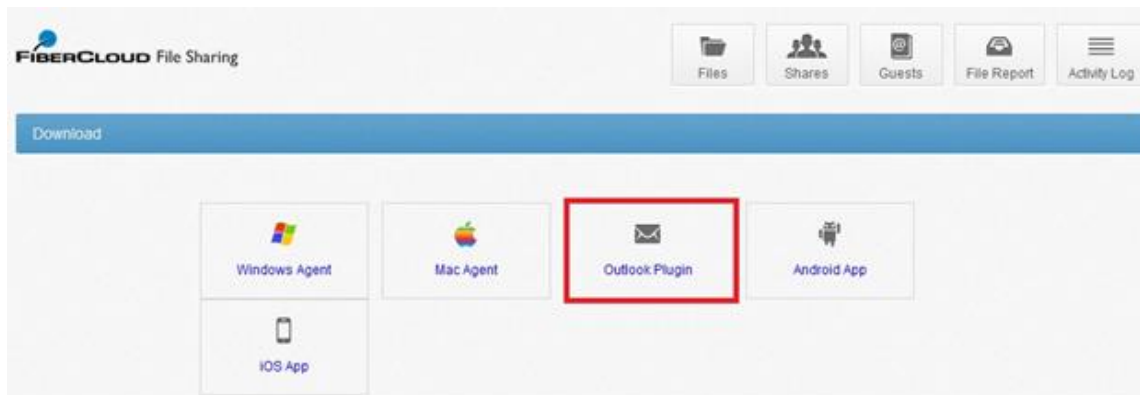 FIBERCLOUD File Sharing
Files Shares Guests File Report Activity Log
Download
Windows Agent Mac Agent Outlook Plugin Android App
iOS App